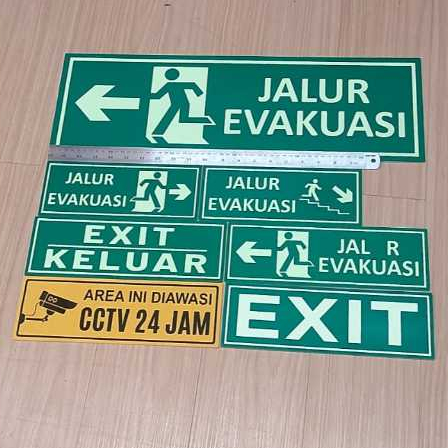 JALUR
EVAKUASI
JALUR
EVAKUASI
JALUR
EVAKUASI
EXIT
KELUAR
JAL R
EVAKUASI
AREA INI DIAWASI
CCTV 24 JAM
EXIT